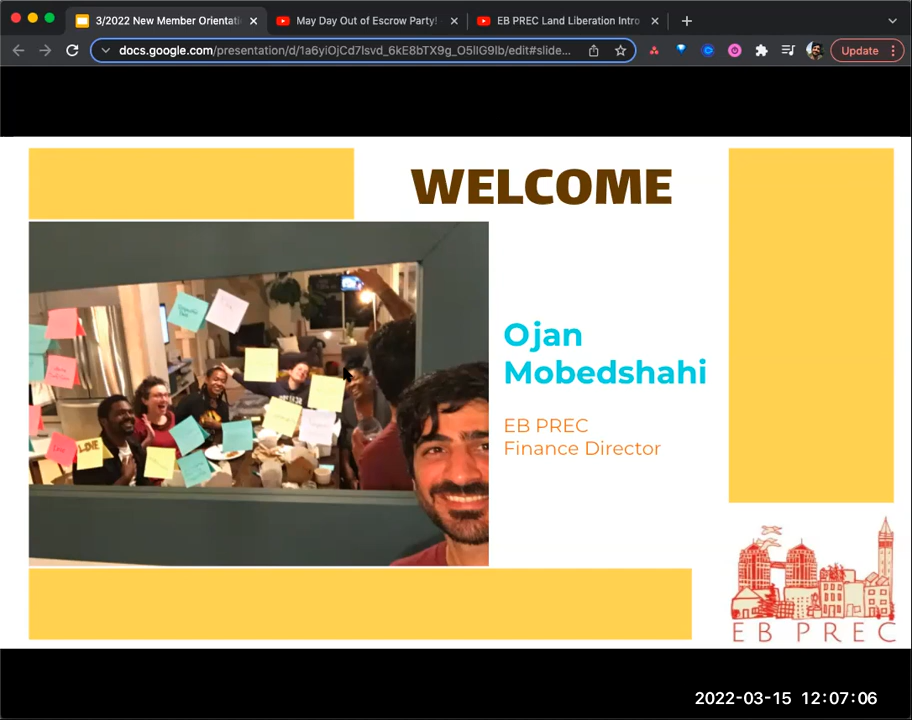 3/2022 New Member Orientati
May Day Out of Escrow Party! -
EB PREC Land Liberation Intro
docs.google.com/presentation/d/1a6yiOjCd7lsvd_6kE8bTX9g_O5lIG9lb/edit#slide...
Update
WELCOME
Ojan
Mobedshahi
EB PREC
Finance Director
LOVE
EB PREC
2022-03-15 12:07:06